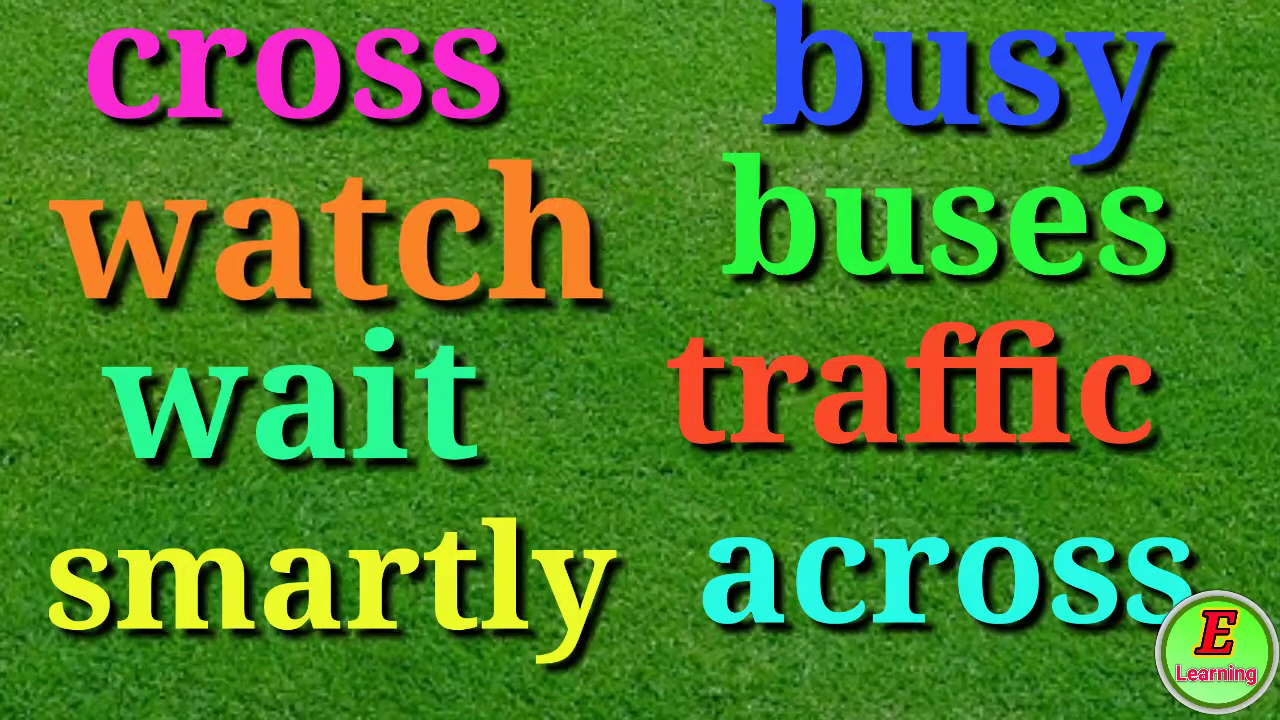 cross busy
watch buses
wait traffic
smartly across
E
Learning